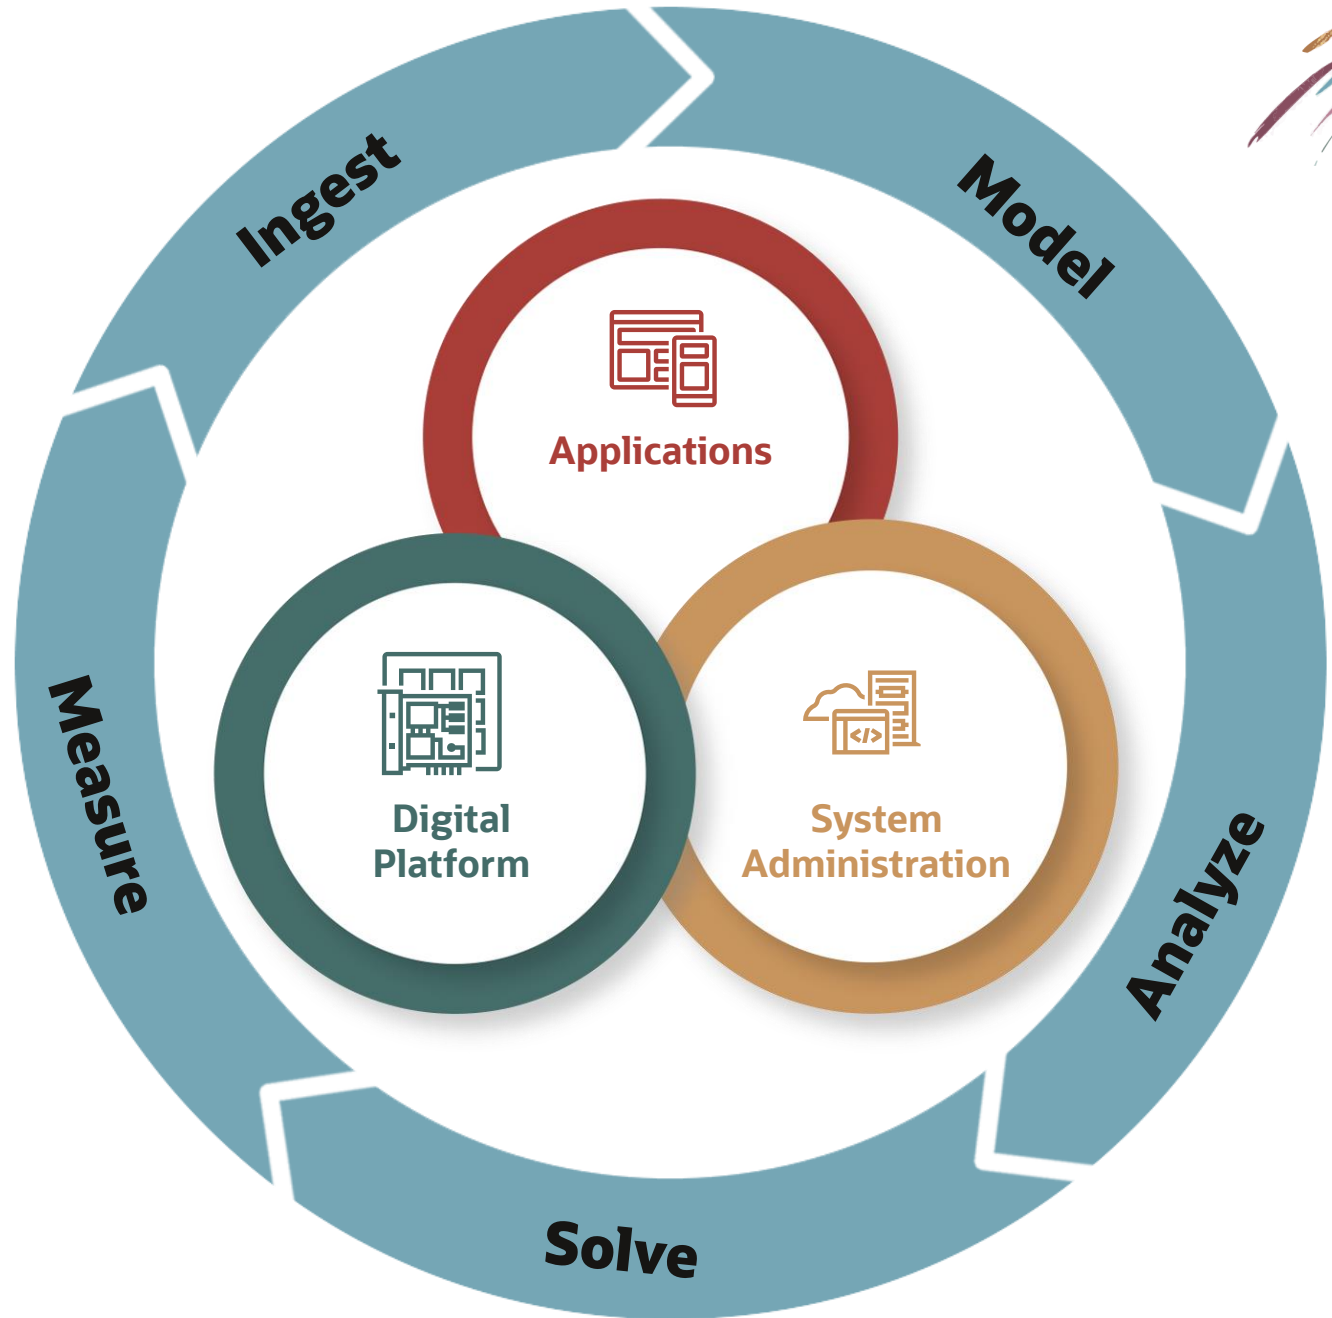 Ingest
Model
Applications
Digital
Platform
System
Administration
</>
Measure
Analyze
Solve